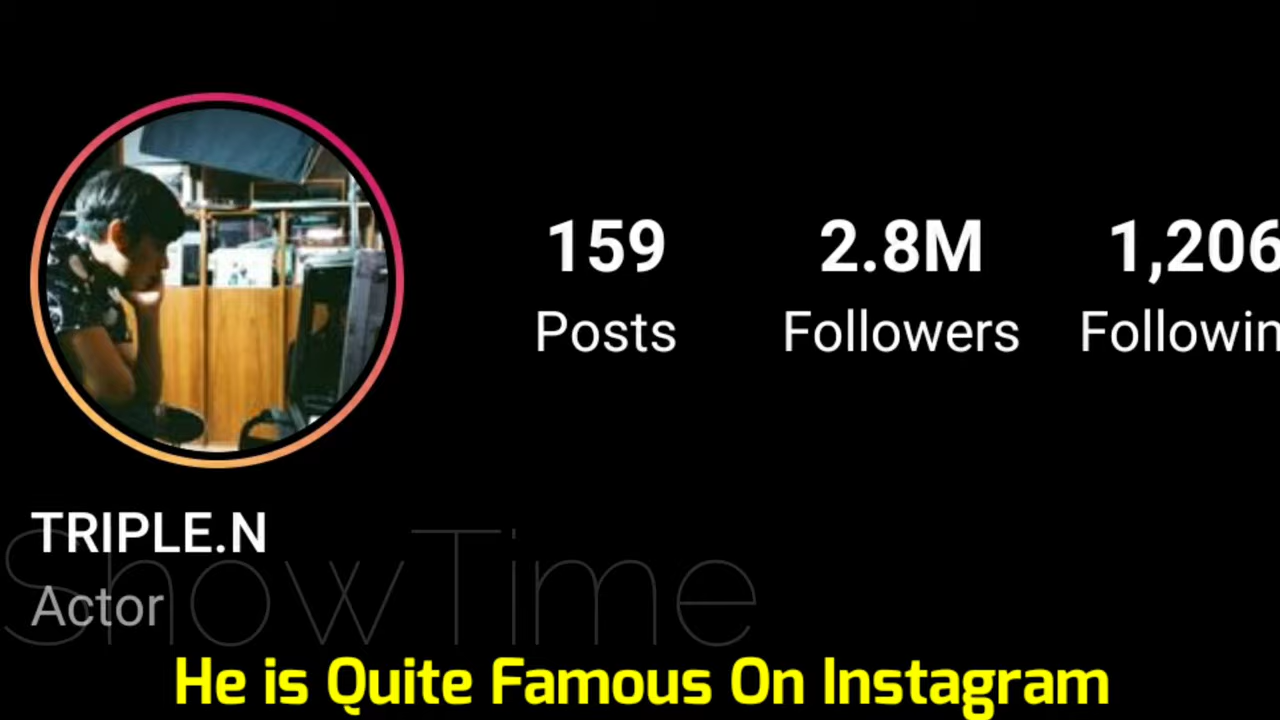 159 2.8M 1,206
Posts Followers Followin
TRIPLE.N
ShowTime
Actor
He is Quite Famous On Instagram